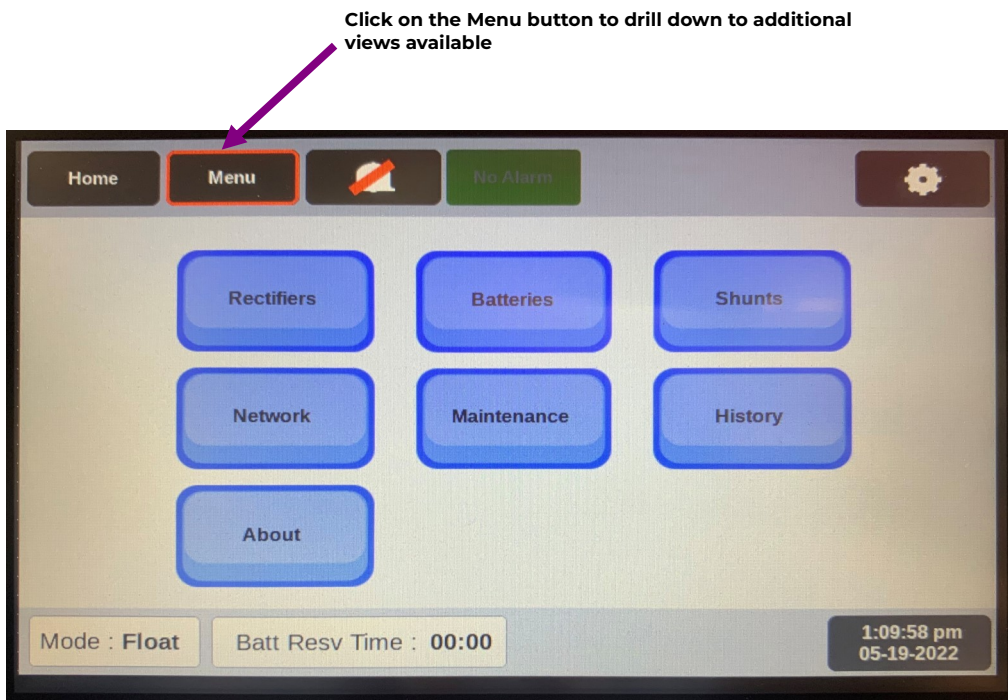 Click on the Menu button to drill down to additional
views available
Home
Menu
No Alarm
Rectifiers
Batteries
Shunts
Network
Maintenance
History
About
Mode : Float
Batt Resv Time : 00:00
1:09:58 pm
05-19-2022